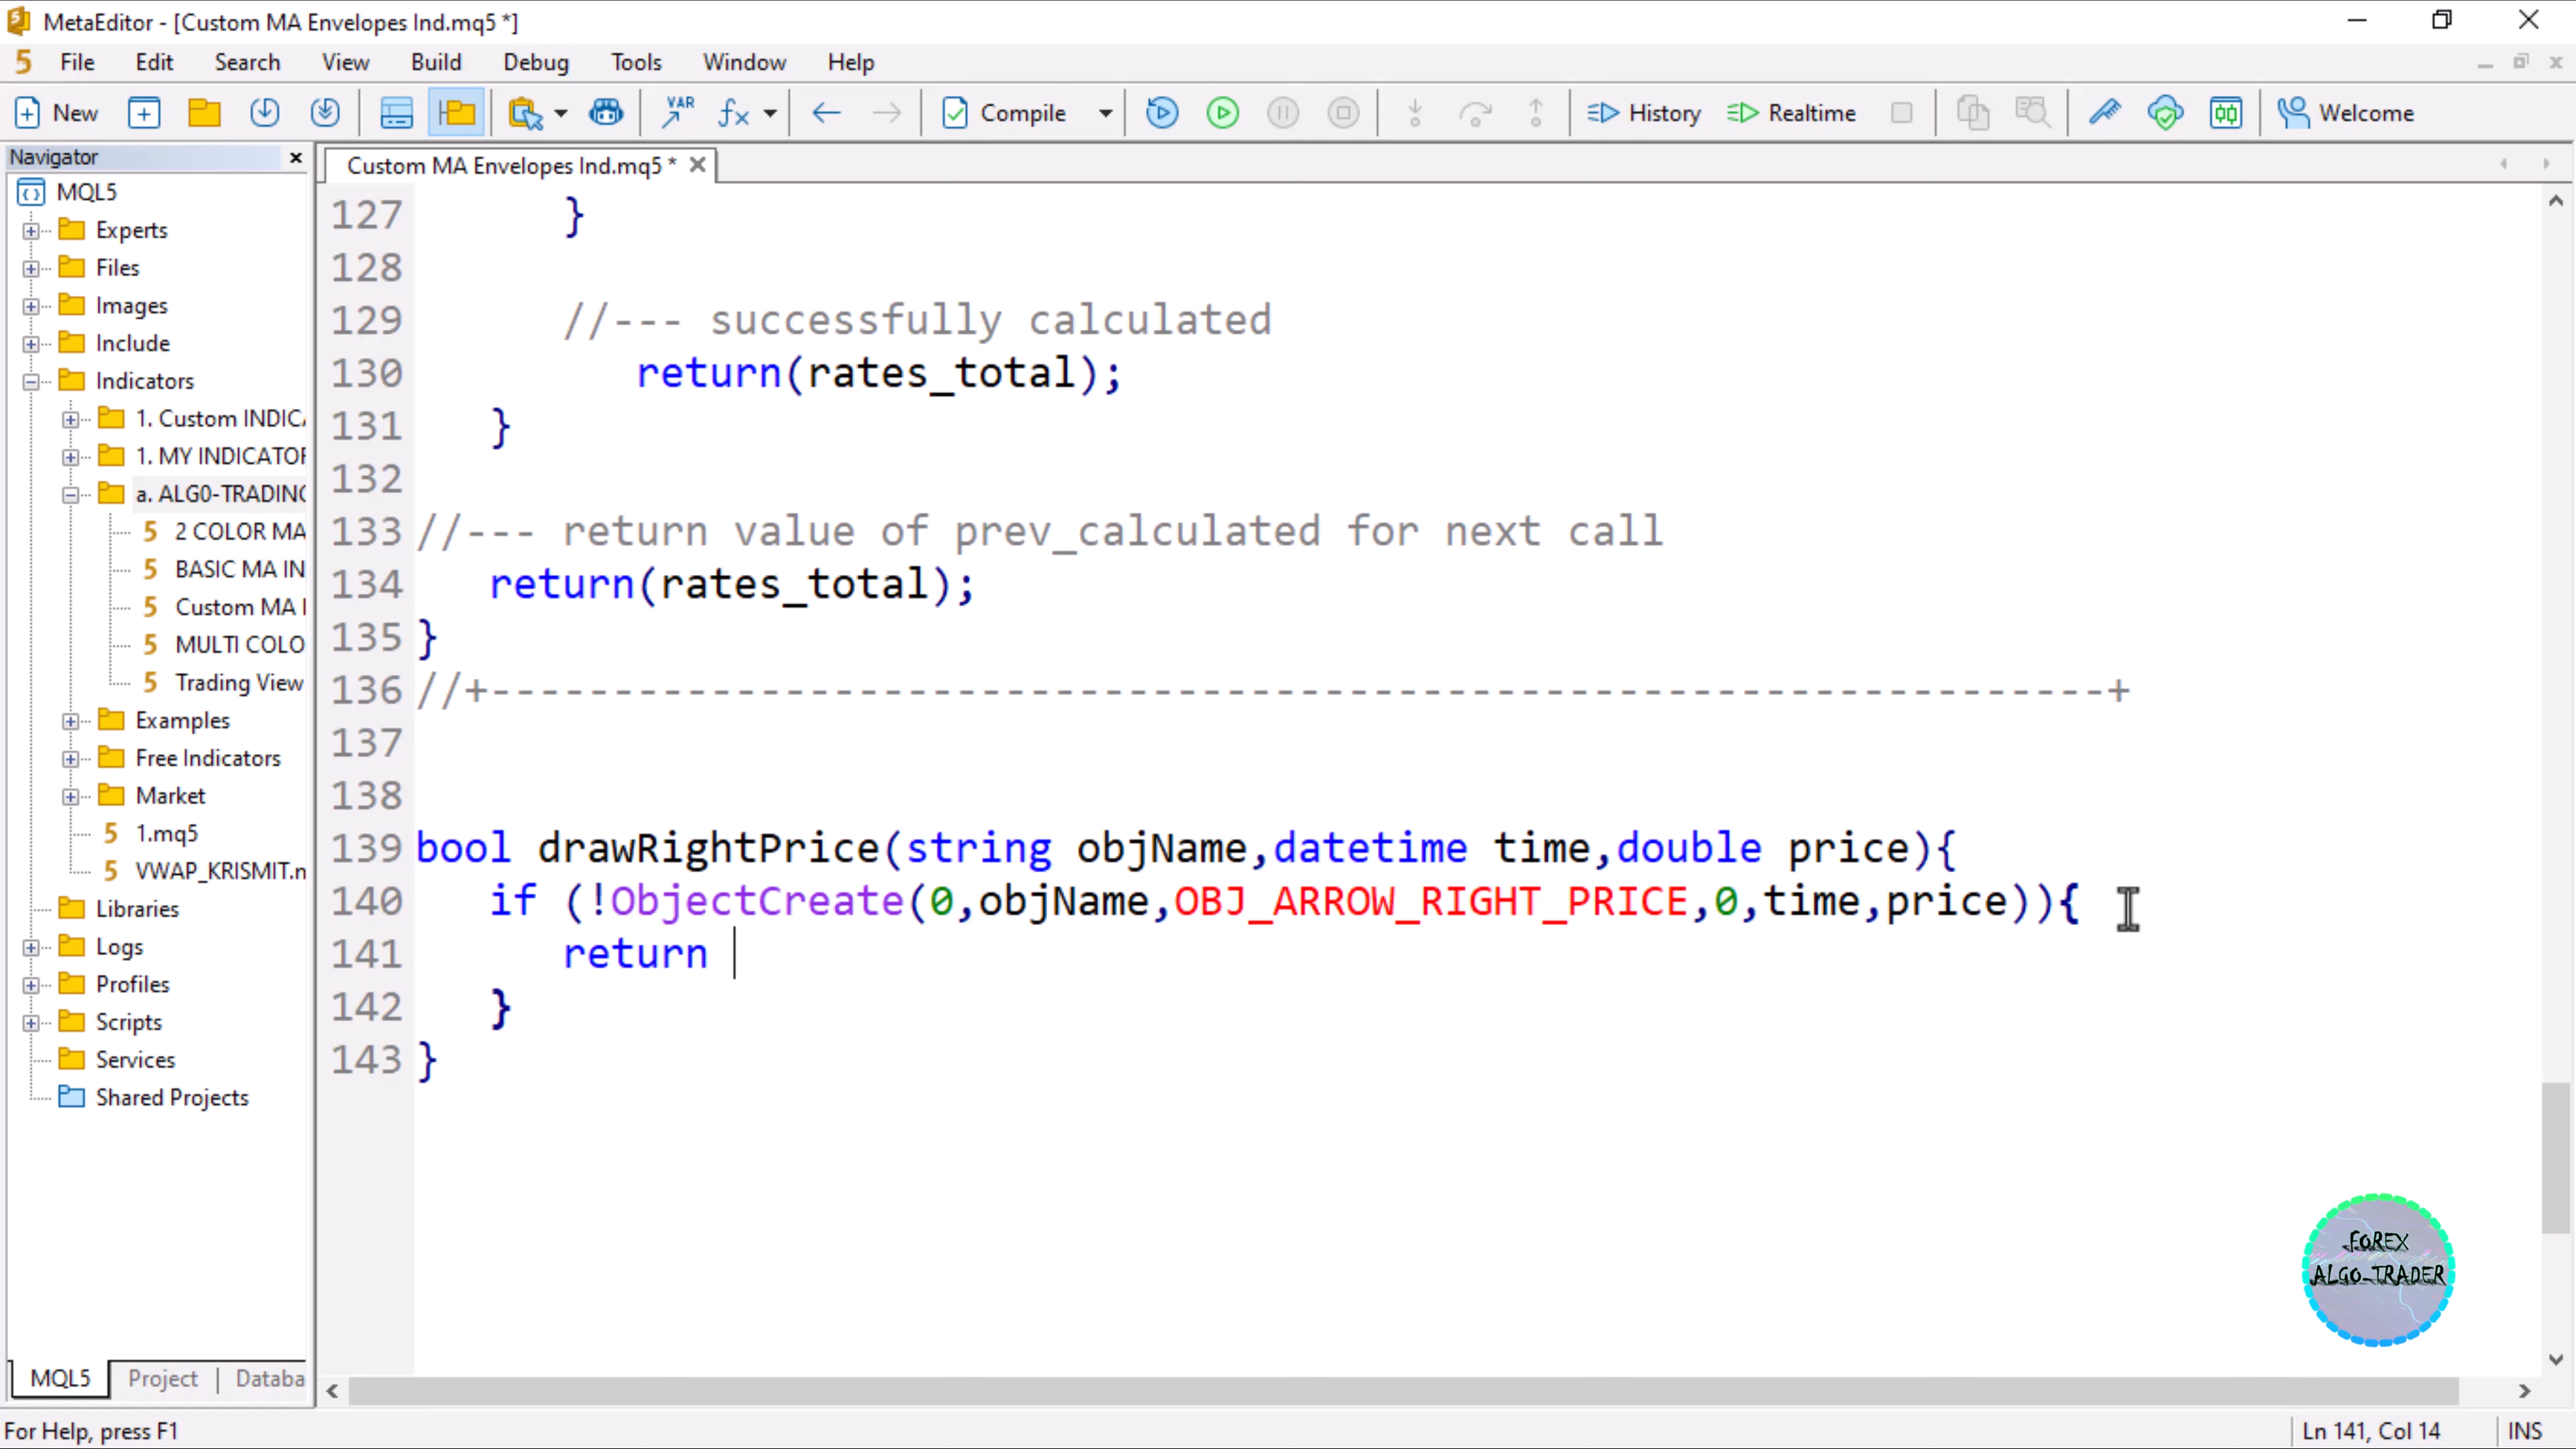 MetaEditor - [Custom MA Envelopes Ind.mq5 *]
File Edit Search View Build Debug Tools Window Help
New VAR Compile History Realtime Welcome
Navigator
Custom MA Envelopes Ind.mq5 *
MQL5
Experts
Files
Images
Include
Indicators
1. Custom INDIC
1. MY INDICATOR
a. ALG0-TRADING
2 COLOR MA
BASIC MA IN
Custom MA
MULTI COLO
Trading View
Examples
Free Indicators
Market
1.mq5
VWAP_KRISMIT.m
Libraries
Logs
Profiles
Scripts
Services
Shared Projects
MQL5 Project Databa
127 }
128
129 //--- successfully calculated
130 return(rates_total);
131 }
132
133 //--- return value of prev_calculated for next call
134 return(rates_total);
135 }
136 //+------------------------------------------------------------------+
137
138
139 bool drawRightPrice(string objName,datetime time,double price){
140 if (!ObjectCreate(0,objName,OBJ_ARROW_RIGHT_PRICE,0,time,price)){
141 return
142 }
143 }
FOREX
ALGO-TRADER
For Help, press F1
Ln 141, Col 14 INS